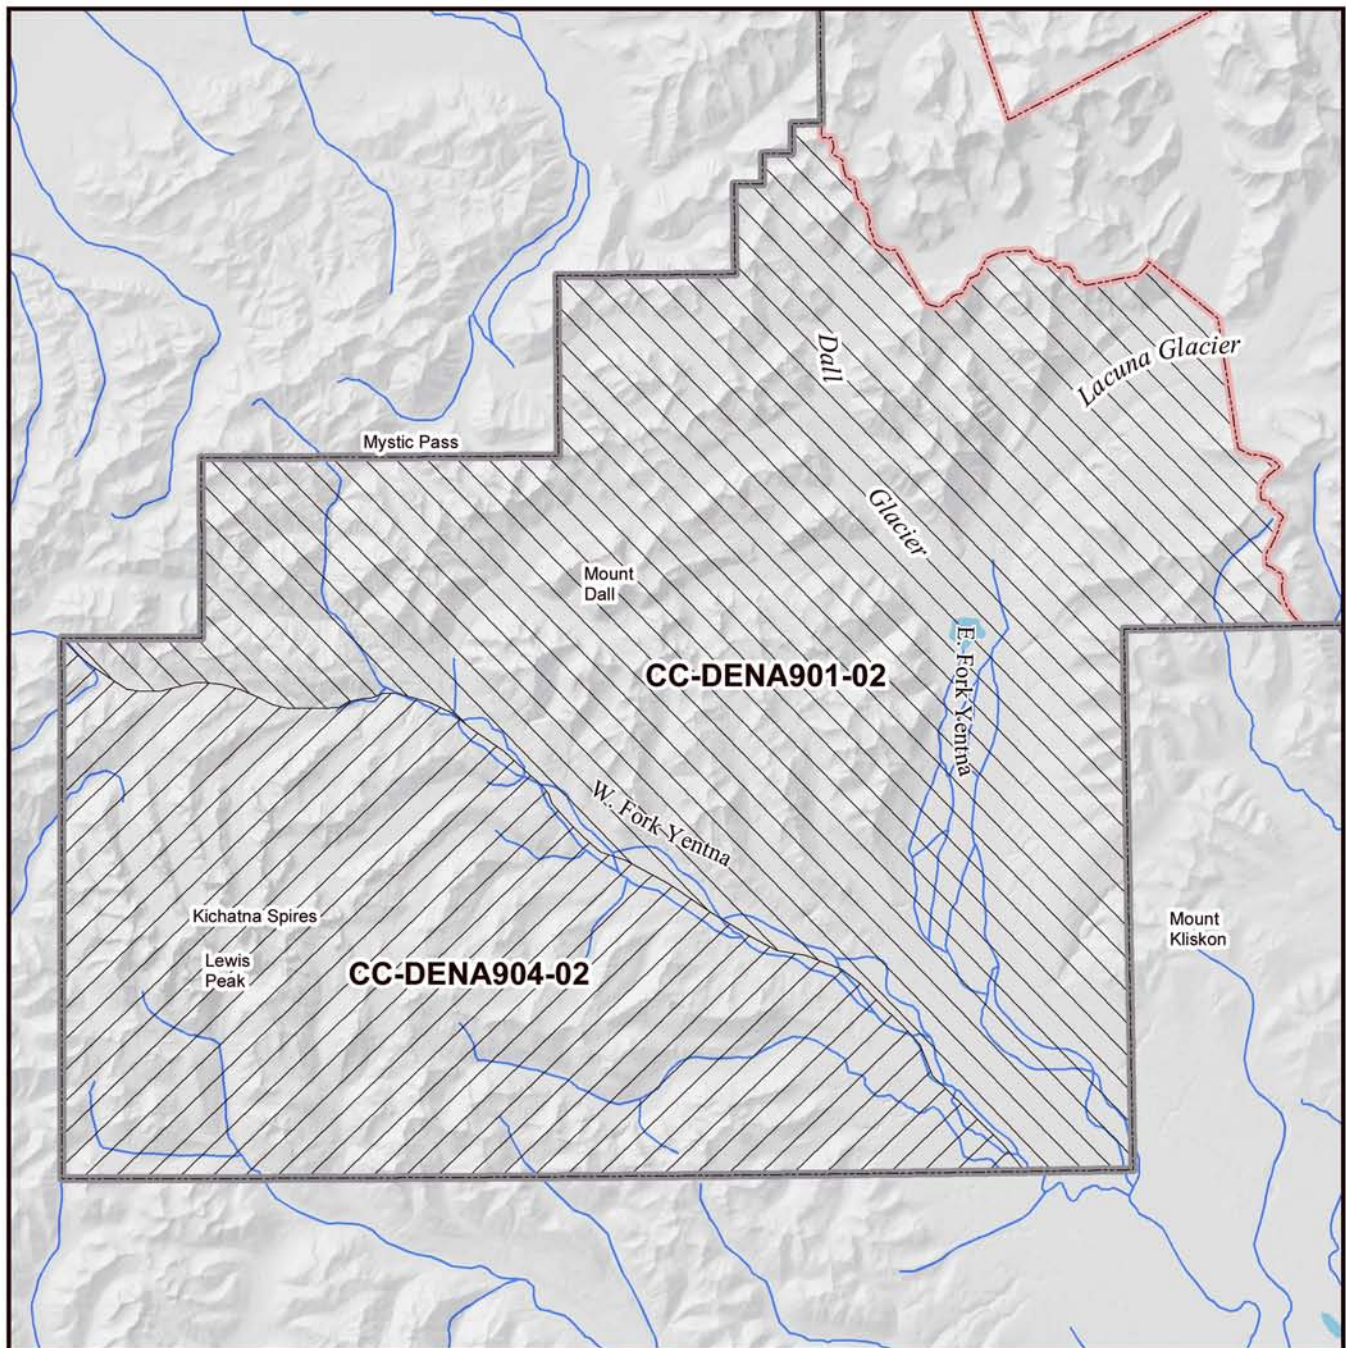 Dall
Lacuna Glacier
Mystic Pass
Glacier
Mount
Dall
E. Fork Yentna
CC-DENA901-02
W. Fork Yentna
Kichatna Spires
Mount
Kliskon
Lewis
Peak
CC-DENA904-02